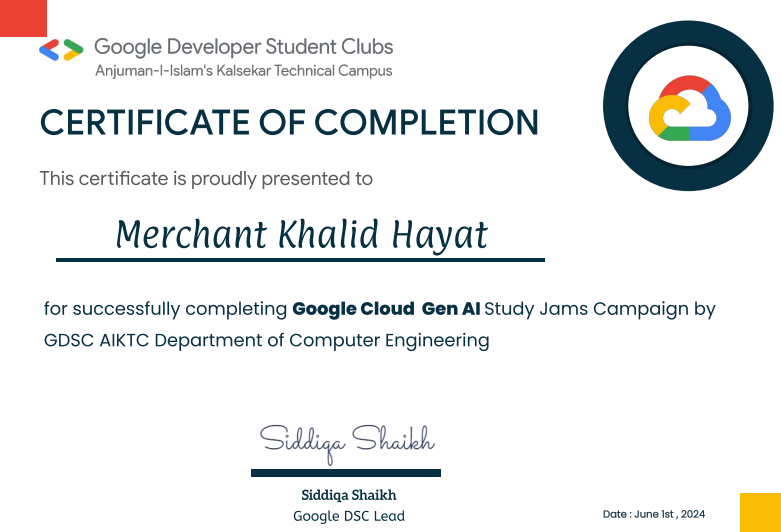 Google Developer Student Clubs
Anjuman-I-Islam's Kalsekar Technical Campus
CERTIFICATE OF COMPLETION
This certificate is proudly presented to
Merchant Khalid Hayat
for successfully completing Google Cloud Gen AI Study Jams Campaign by
GDSC AIKTC Department of Computer Engineering
Siddiqa Shaikh
Siddiqa Shaikh
Google DSC Lead
Date : June 1st , 2024